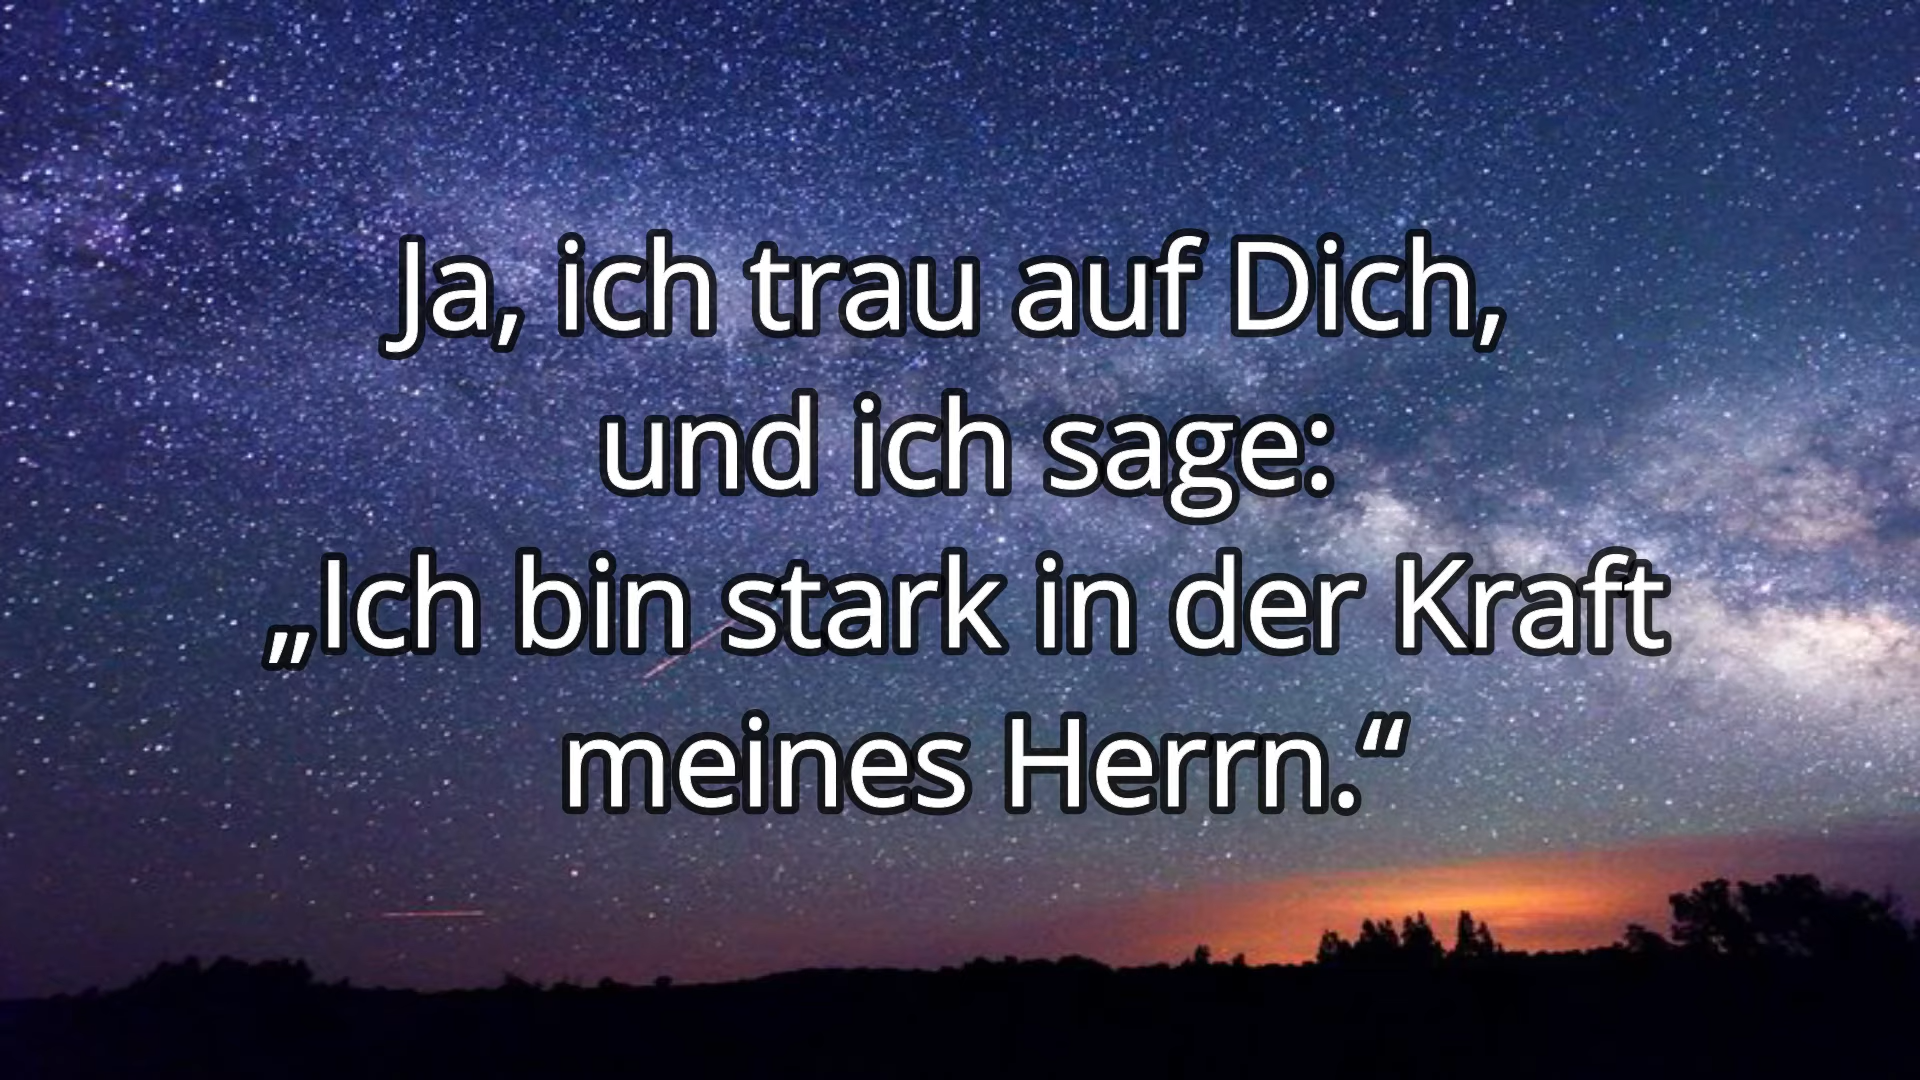 Ja, ich trau auf Dich,
und ich sage:
„Ich bin stark in der Kraft
meines Herrn.“